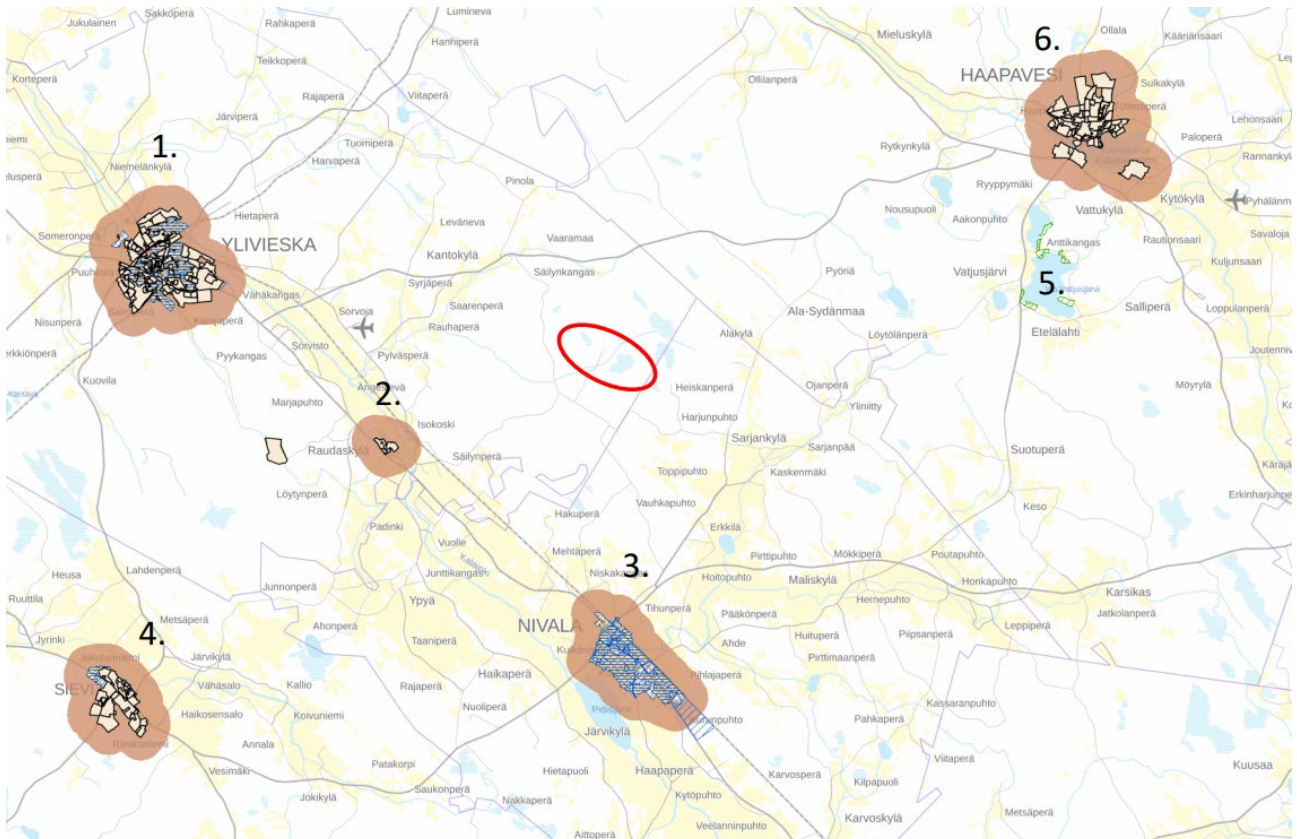 Jukulainen
Sakkoperä
Rahkaperä
Lumineva
Hanhiperä
Teikkoperä
Korteperä
Rajaperä
Viitaperä
Järviperä
Tuomiperä
Niemelänkylä
Harvaperä
1.
Pinola
Hietaperä
Someronperä
YLIVIESKA
Leväneva
Vaaramaa
Kantokylä
Säilynkangas
Vähäkangas
Syrjäperä
Saarenperä
Nisunperä
Katajaperä
Sorvoja
Rauhaperä
Sorvisto
Pylväsperä
Pyykangas
Kuovila
2.
Marjapuhto
Isokoski
Raudaskylä
Säilynperä
Löytynperä
Padinki
Mieluskylä
Ollala
Kääriänsaari
6.
HAAPAVESI
Ollilanperä
Sulkakylä
Lehonsaari
Paloperä
Rytkynkylä
Rannankylä
Ryyppymäki
Kytökylä
Nousupuoli
Aakonpuhto
Vattukylä
Rautionsaari
Savaloja
Anttikangas
Kuljunsaari
Pyöriä
Vatjusjärvi
5.
Ala-Sydänmaa
Salliperä
Loppulanperä
Alakylä
Löytölänperä
Etelälahti
Heiskanperä
Ojanperä
Möyrylä
Yliniitty
Harjunpuhto
Sarjankylä
Sarjanpää
Suotuperä
Toppipuhto
Kaskenmäki
Vauhkapuhto
Keso
Erkinharjunper
Hakuperä
Erkkilä
Vuolle
Mehtäperä
Pirttipuhto
Mökkiperä
Poutapuhto
Heusa
Lahdenperä
Junttikangas
3.
Hoitopuhto
Maliskylä
Honkapuhto
Junnonperä
Karsikas
Ruuttila
Ypyä
Tihunperä
Hernepuhto
Jatkolanperä
Metsäperä
Ahonperä
NIVALA
Pääkönperä
Leppiperä
4.
Taaniperä
Huituperä
Piipsanperä
Jyrinki
Järvikylä
Ahde
Haikaperä
Pirttimaanperä
Pihlajaperä
SIEVI
Vähäsalo
Kallio
Rajaperä
Kassaranpuhto
Nuoliperä
Haikosensalo
Koivuniemi
Pahkaperä
Järvikylä
Rieskaniemi
Annala
Viitaperä
Patakorpi
Vesimäki
Hietapuoli
Haapaperä
Karvosperä
Kilpapuoli
Kuusaa
Saukonperä
Jokikylä
Nakkaperä
Kytöpuhto
Metsäperä
Karvoskylä
Aittoperä
Veelanninpuhto